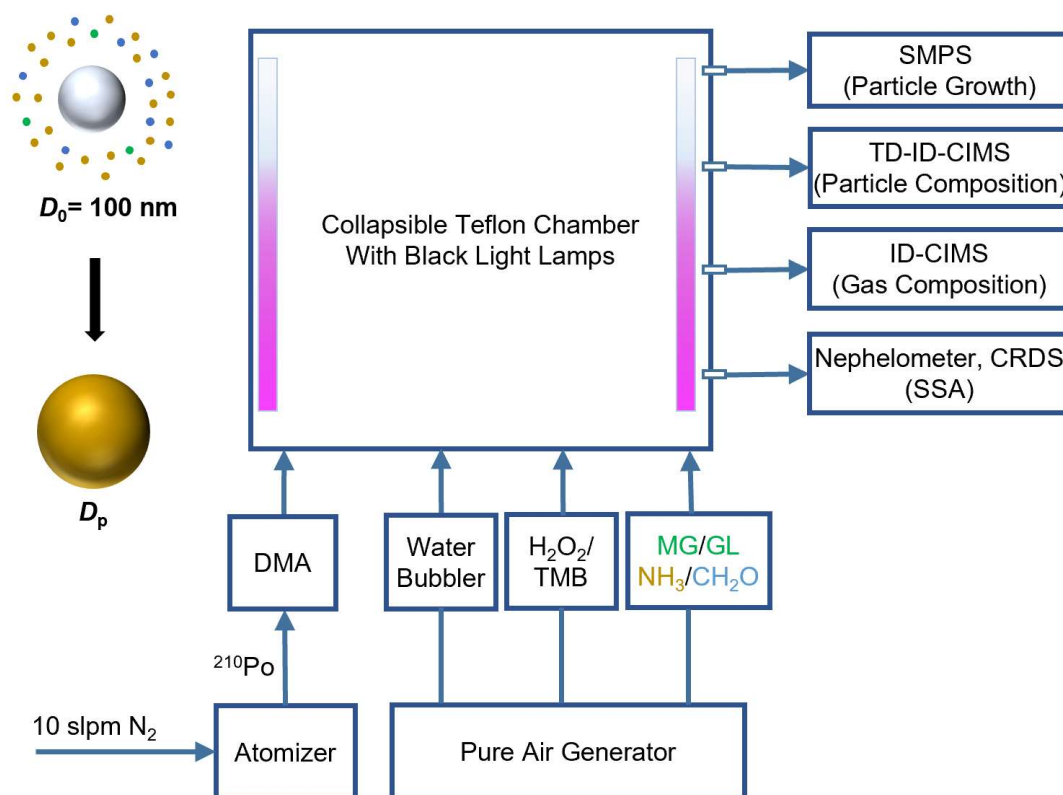 D₀= 100 nm
Dₚ
Collapsible Teflon Chamber
With Black Light Lamps
SMPS
(Particle Growth)
TD-ID-CIMS
(Particle Composition)
ID-CIMS
(Gas Composition)
Nephelometer, CRDS
(SSA)
DMA
Water
Bubbler
H₂O₂/
TMB
MG/GL
NH₃/CH₂O
²¹⁰Po
10 slpm N₂
Atomizer
Pure Air Generator